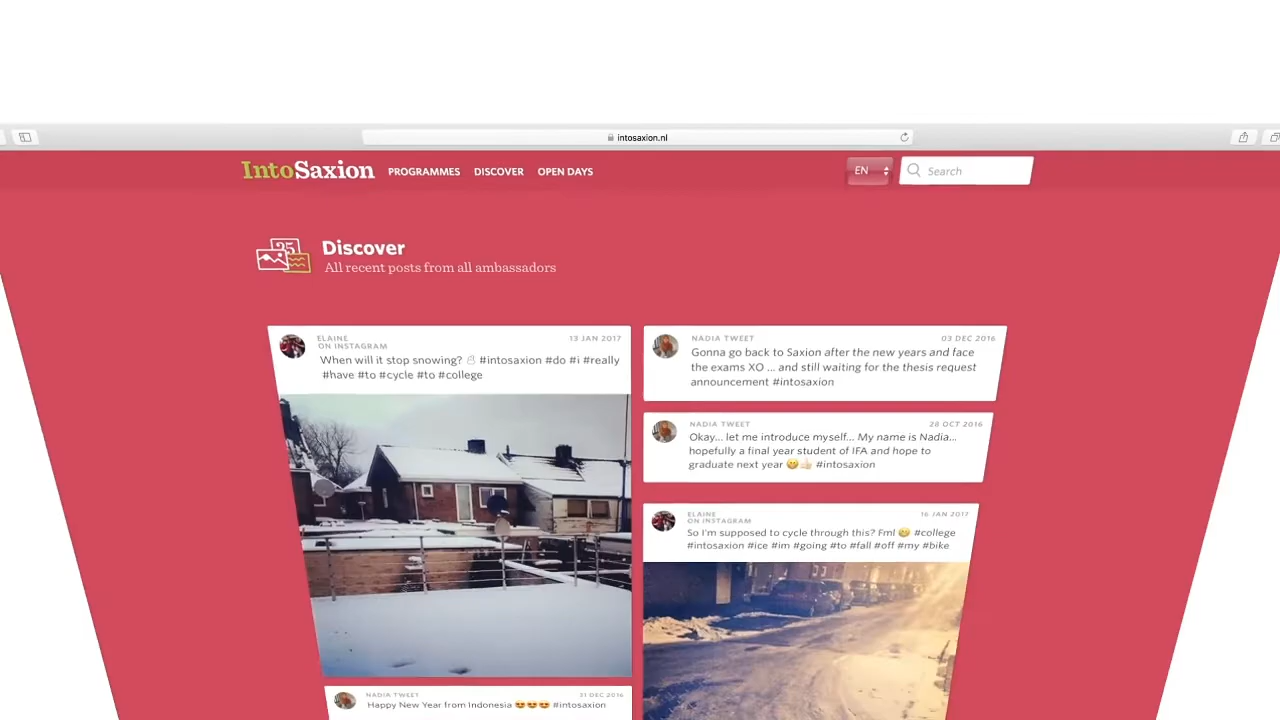 intosaxion.nl
IntoSaxion PROGRAMMES DISCOVER OPEN DAYS EN Search
Discover
All recent posts from all ambassadors
ELAINE 13 JAN 2017
ON INSTAGRAM
When will it stop snowing? ☃ #intosaxion #do #i #really
#have #to #cycle #to #college
NADIA TWEET 03 DEC 2016
Gonna go back to Saxion after the new years and face
the exams XO ... and still waiting for the thesis request
announcement #intosaxion
NADIA TWEET 28 OCT 2016
Okay... let me introduce myself... My name is Nadia...
hopefully a final year student of IFA and hope to
graduate next year 😄👍🏻 #intosaxion
ELAINE 16 JAN 2017
ON INSTAGRAM
So I'm supposed to cycle through this? Fml 😅 #college
#intosaxion #ice #im #going #to #fall #off #my #bike
NADIA TWEET 31 DEC 2016
Happy New Year from Indonesia 😍😍😍 #intosaxion